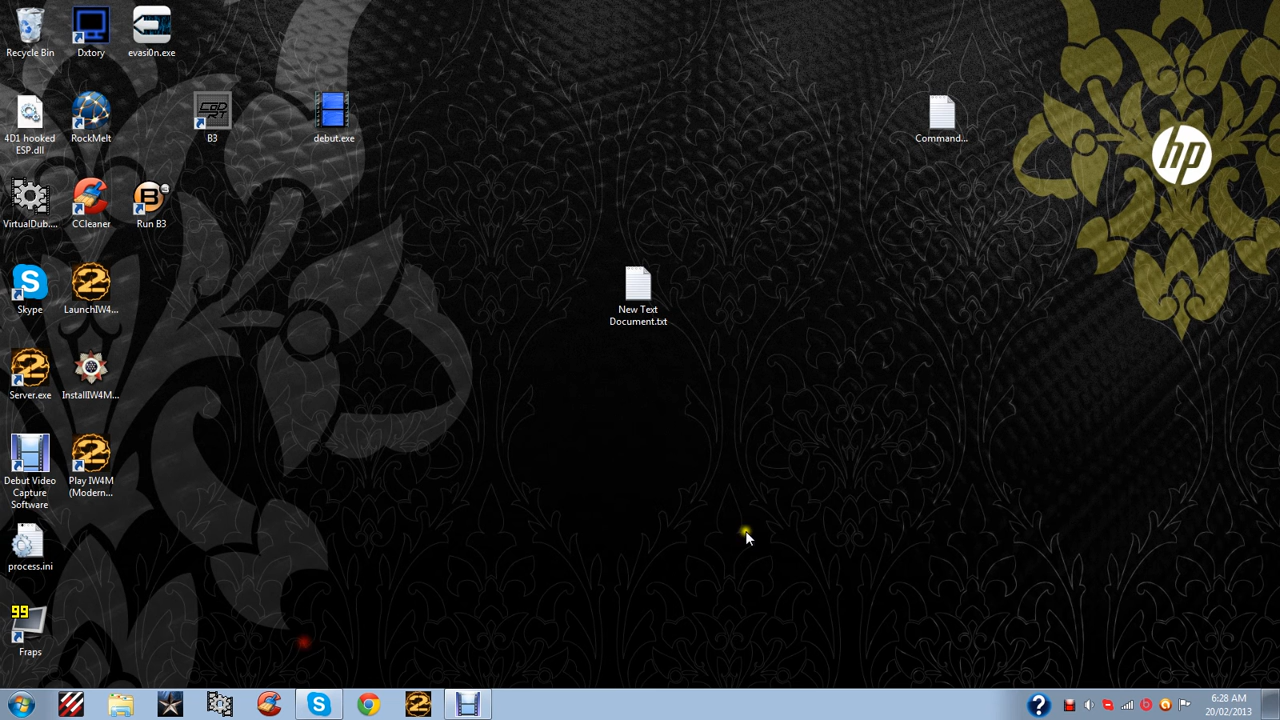 Recycle Bin
Dxtory
evasi0n.exe
4D1 hooked
ESP.dll
RockMelt
B3
debut.exe
Command...
hp
VirtualDub....
CCleaner
Run B3
Skype
LaunchIW4...
New Text
Document.txt
Server.exe
InstallIW4M...
Debut Video
Capture
Software
Play IW4M
(Modern...
process.ini
99
Fraps
6:28 AM
20/02/2013